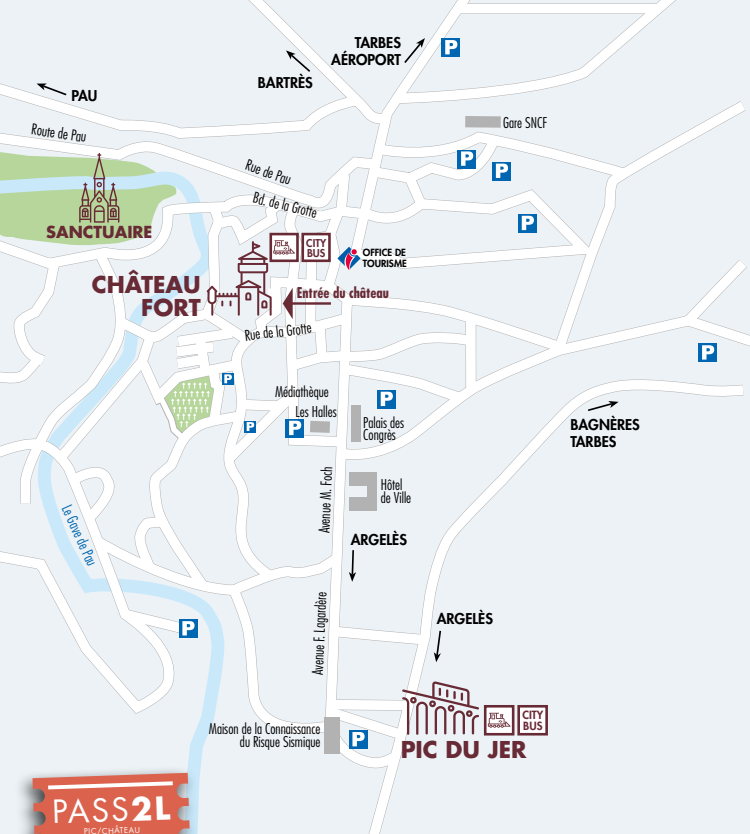 TARBES
AÉROPORT
P
BARTRÈS
PAU
Gare SNCF
Route de Pau
P
P
Rue de Pau
Bd. de la Grotte
P
SANCTUAIRE
CITY
BUS
OFFICE DE
TOURISME
CHÂTEAU
FORT
Entrée du château
Rue de la Grotte
P
P
Médiathèque
P
Les Halles
P
P
Palais des
Congrès
BAGNÈRES
TARBES
Avenue M. Foch
Hôtel
de Ville
Le Gave de Pau
ARGELÈS
Avenue F. Lagardère
ARGELÈS
P
CITY
BUS
Maison de la Connaissance
du Risque Sismique
P
PIC DU JER
PASS2L
PIC/CHÂTEAU